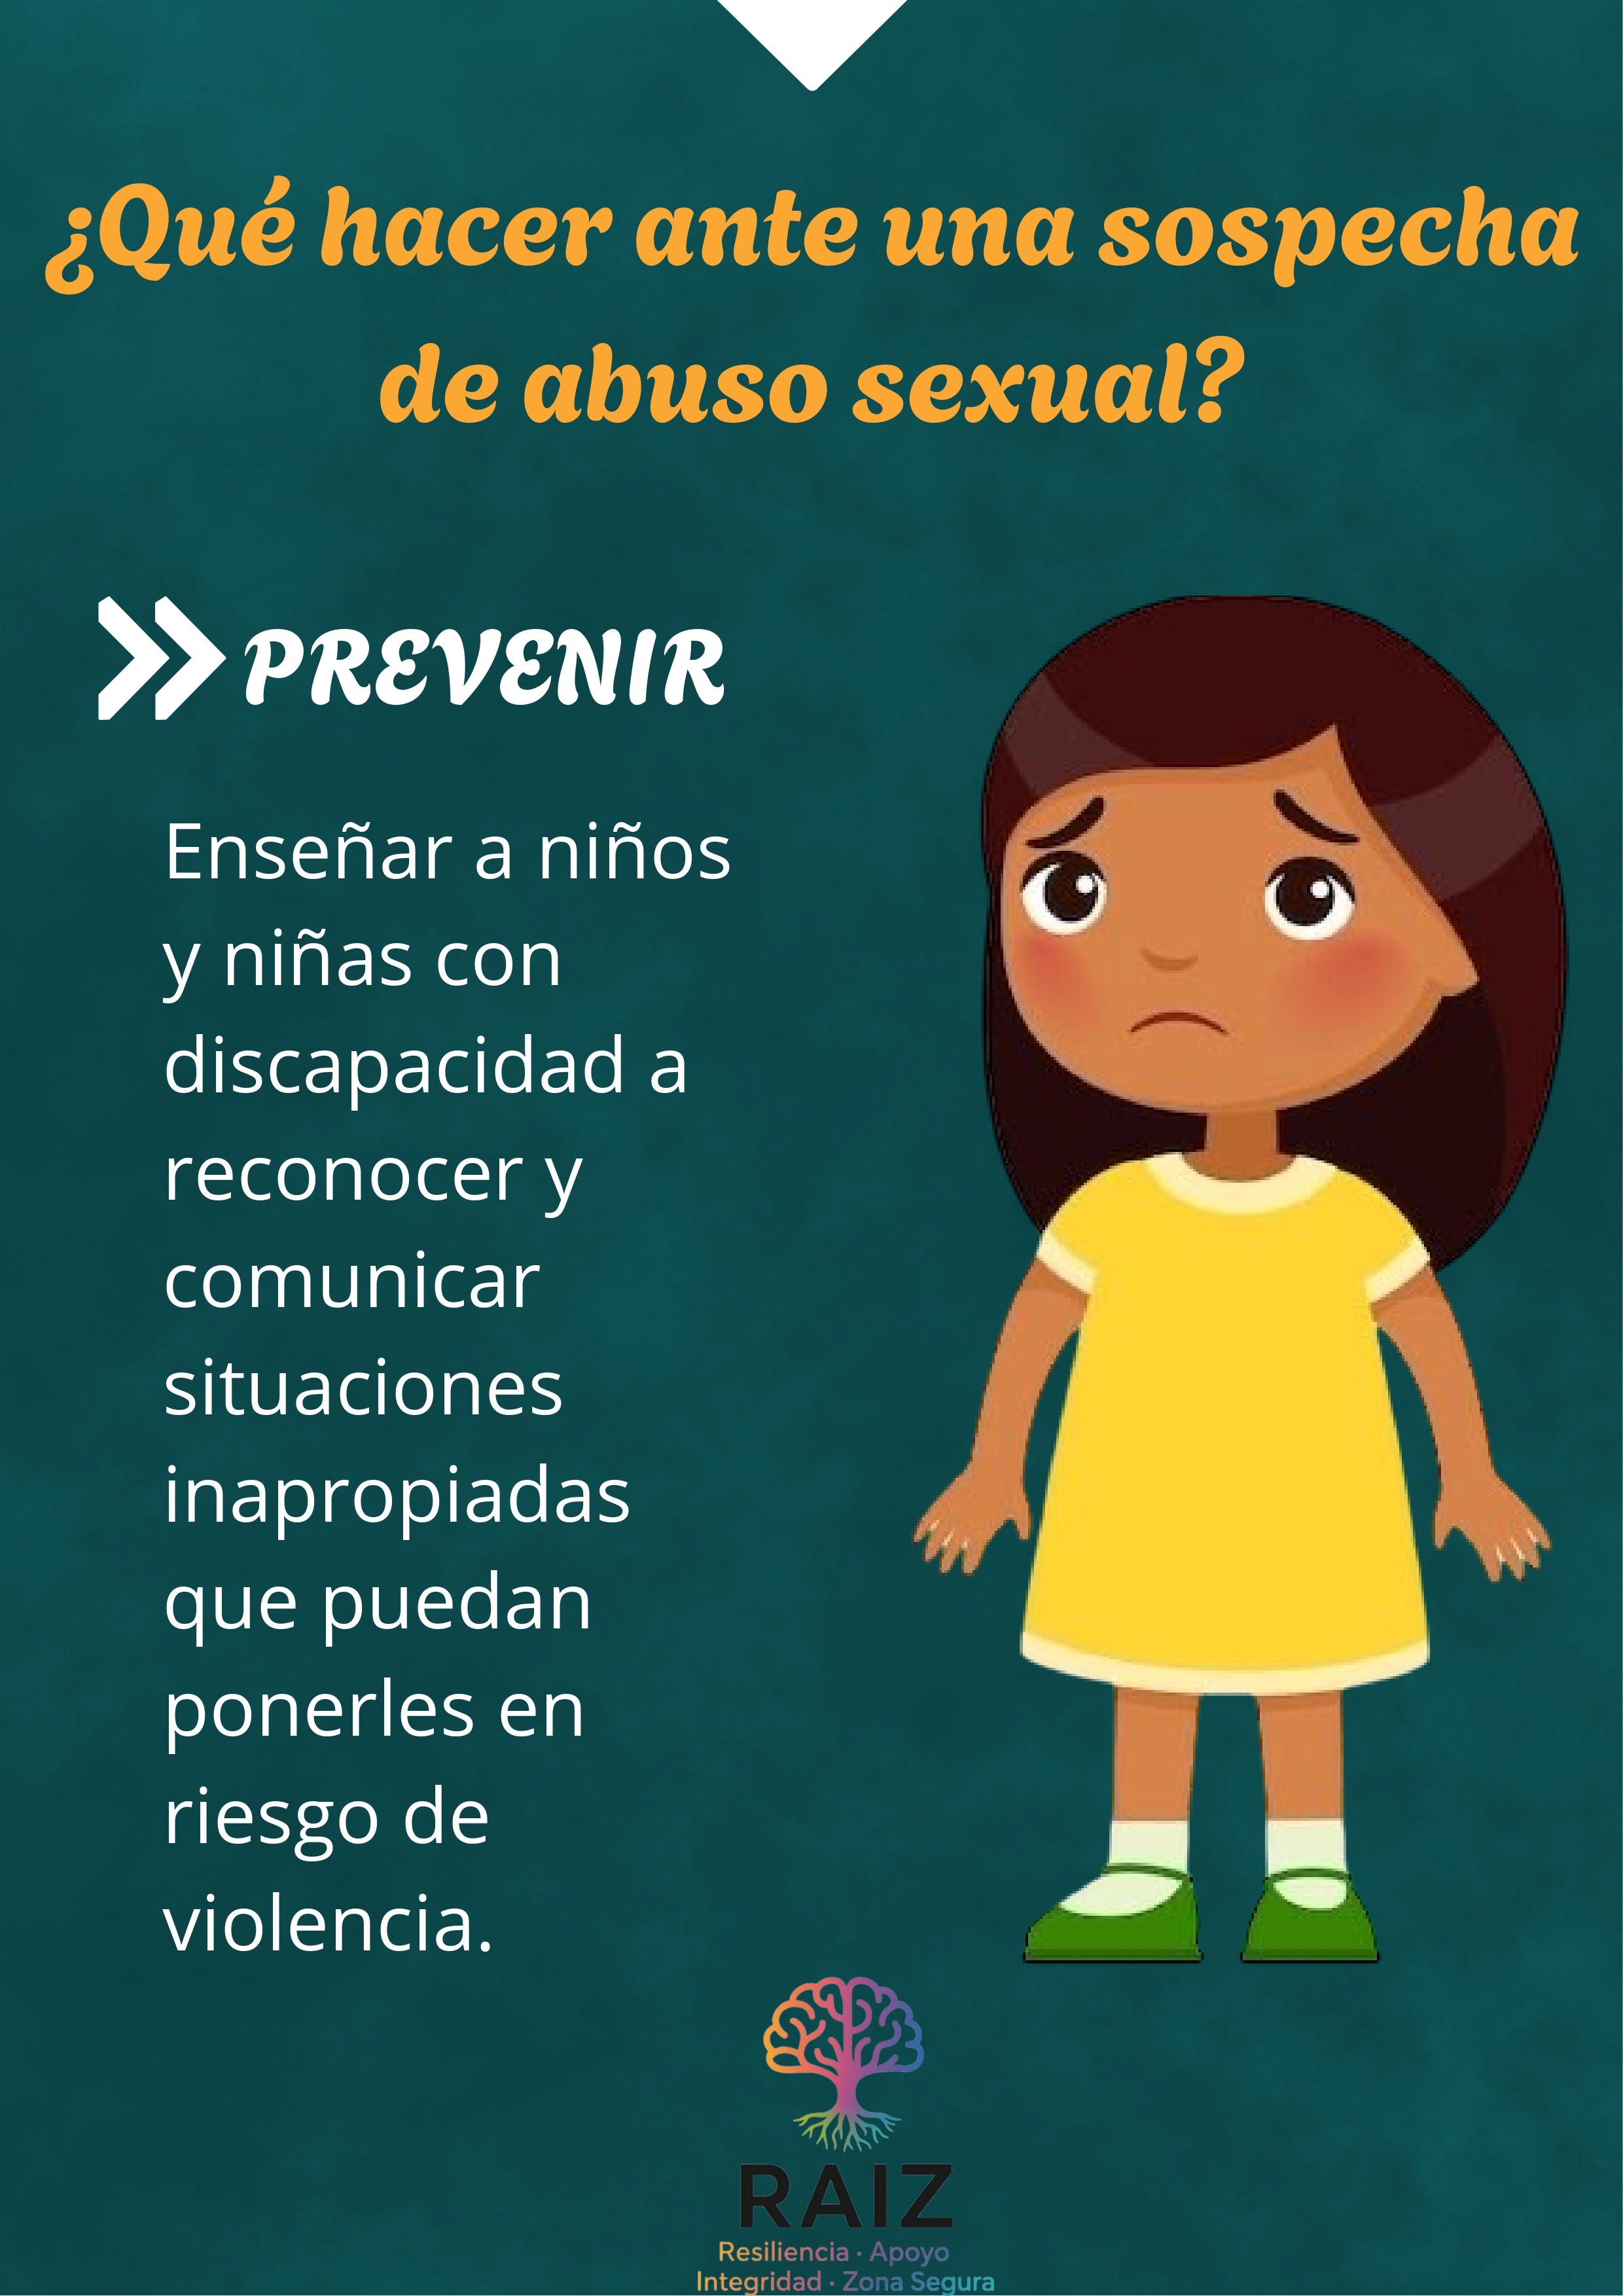 ¿Qué hacer ante una sospecha
de abuso sexual?
PREVENIR
Enseñar a niños
y niñas con
discapacidad a
reconocer y
comunicar
situaciones
inapropiadas
que puedan
ponerles en
riesgo de
violencia.
RAIZ
Resiliencia · Apoyo
Integridad · Zona Segura